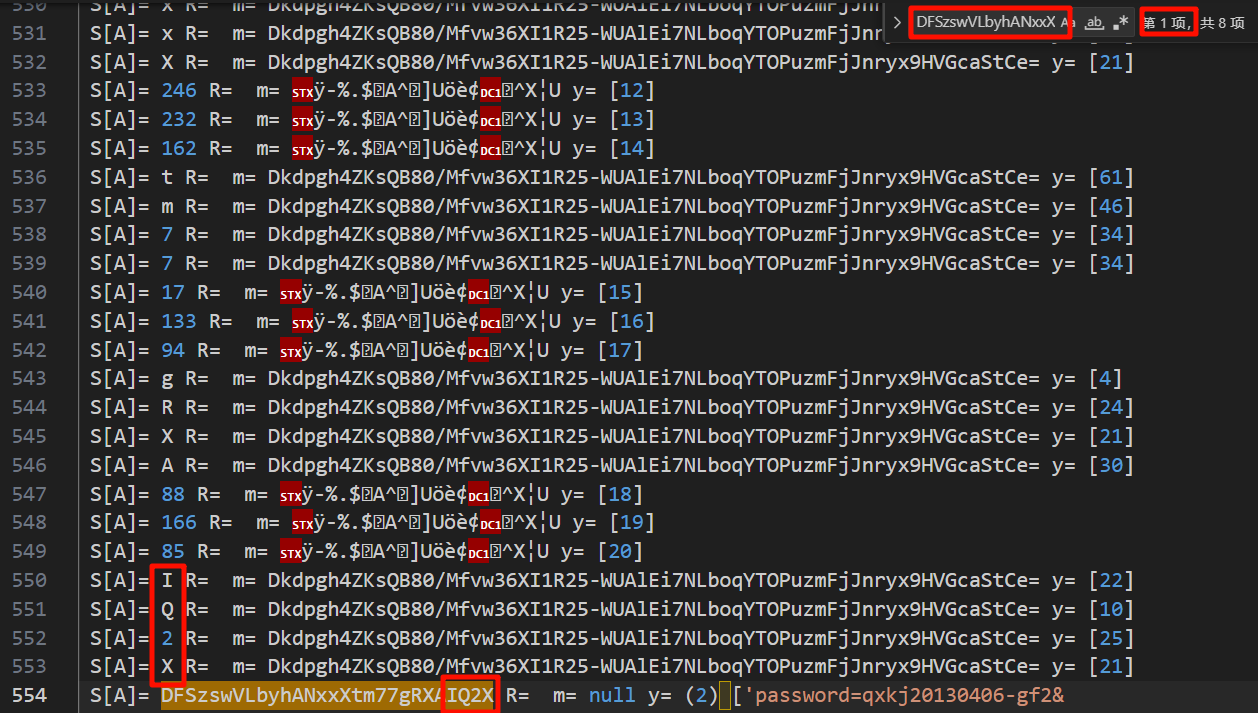 530 S[A]= x R=  m= Dkdpgh4ZKsQB80/Mfvw36XI1R25-WUAlEi7NLboqYTOPuzmFjJnr
> DFSzswVLbyhANxxX Aa ab, .* 第 1 项, 共 8 项
531 S[A]= x R=  m= Dkdpgh4ZKsQB80/Mfvw36XI1R25-WUAlEi7NLboqYTOPuzmFjJnry
532 S[A]= X R=  m= Dkdpgh4ZKsQB80/Mfvw36XI1R25-WUAlEi7NLboqYTOPuzmFjJnryx9HVGcaStCe= y= [21]
533 S[A]= 246 R=  m= STXÿ-%.$A^]Uöè¢DC1^X¦U y= [12]
534 S[A]= 232 R=  m= STXÿ-%.$A^]Uöè¢DC1^X¦U y= [13]
535 S[A]= 162 R=  m= STXÿ-%.$A^]Uöè¢DC1^X¦U y= [14]
536 S[A]= t R=  m= Dkdpgh4ZKsQB80/Mfvw36XI1R25-WUAlEi7NLboqYTOPuzmFjJnryx9HVGcaStCe= y= [61]
537 S[A]= m R=  m= Dkdpgh4ZKsQB80/Mfvw36XI1R25-WUAlEi7NLboqYTOPuzmFjJnryx9HVGcaStCe= y= [46]
538 S[A]= 7 R=  m= Dkdpgh4ZKsQB80/Mfvw36XI1R25-WUAlEi7NLboqYTOPuzmFjJnryx9HVGcaStCe= y= [34]
539 S[A]= 7 R=  m= Dkdpgh4ZKsQB80/Mfvw36XI1R25-WUAlEi7NLboqYTOPuzmFjJnryx9HVGcaStCe= y= [34]
540 S[A]= 17 R=  m= STXÿ-%.$A^]Uöè¢DC1^X¦U y= [15]
541 S[A]= 133 R=  m= STXÿ-%.$A^]Uöè¢DC1^X¦U y= [16]
542 S[A]= 94 R=  m= STXÿ-%.$A^]Uöè¢DC1^X¦U y= [17]
543 S[A]= g R=  m= Dkdpgh4ZKsQB80/Mfvw36XI1R25-WUAlEi7NLboqYTOPuzmFjJnryx9HVGcaStCe= y= [4]
544 S[A]= R R=  m= Dkdpgh4ZKsQB80/Mfvw36XI1R25-WUAlEi7NLboqYTOPuzmFjJnryx9HVGcaStCe= y= [24]
545 S[A]= X R=  m= Dkdpgh4ZKsQB80/Mfvw36XI1R25-WUAlEi7NLboqYTOPuzmFjJnryx9HVGcaStCe= y= [21]
546 S[A]= A R=  m= Dkdpgh4ZKsQB80/Mfvw36XI1R25-WUAlEi7NLboqYTOPuzmFjJnryx9HVGcaStCe= y= [30]
547 S[A]= 88 R=  m= STXÿ-%.$A^]Uöè¢DC1^X¦U y= [18]
548 S[A]= 166 R=  m= STXÿ-%.$A^]Uöè¢DC1^X¦U y= [19]
549 S[A]= 85 R=  m= STXÿ-%.$A^]Uöè¢DC1^X¦U y= [20]
550 S[A]= I R=  m= Dkdpgh4ZKsQB80/Mfvw36XI1R25-WUAlEi7NLboqYTOPuzmFjJnryx9HVGcaStCe= y= [22]
551 S[A]= Q R=  m= Dkdpgh4ZKsQB80/Mfvw36XI1R25-WUAlEi7NLboqYTOPuzmFjJnryx9HVGcaStCe= y= [10]
552 S[A]= 2 R=  m= Dkdpgh4ZKsQB80/Mfvw36XI1R25-WUAlEi7NLboqYTOPuzmFjJnryx9HVGcaStCe= y= [25]
553 S[A]= X R=  m= Dkdpgh4ZKsQB80/Mfvw36XI1R25-WUAlEi7NLboqYTOPuzmFjJnryx9HVGcaStCe= y= [21]
554 S[A]= DFSzswVLbyhANxxXtm77gRXAIQ2X R=  m= null y= (2) ['password=qxkj20130406-gf2&